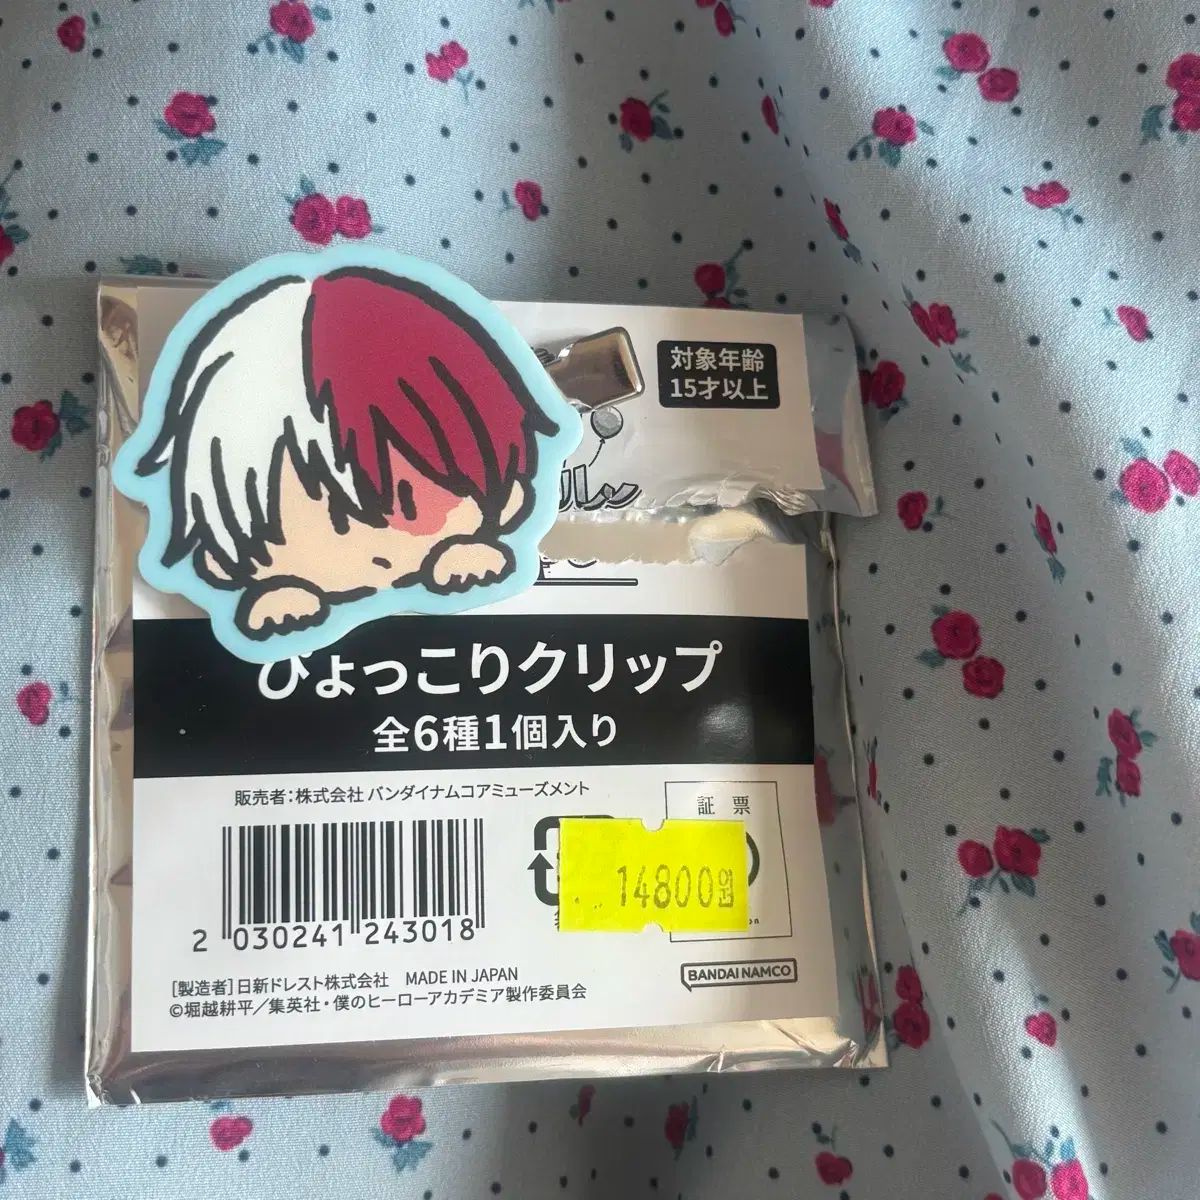 対象年齢
15才以上
ぴょっこりクリップ
全6種1個入り
販売者:株式会社 バンダイナムコアミューズメント
証 票
14800원
2 030241 243018
BANDAI NAMCO
[製造者]日新ドレスト株式会社 MADE IN JAPAN
©堀越耕平/集英社・僕のヒーローアカデミア製作委員会